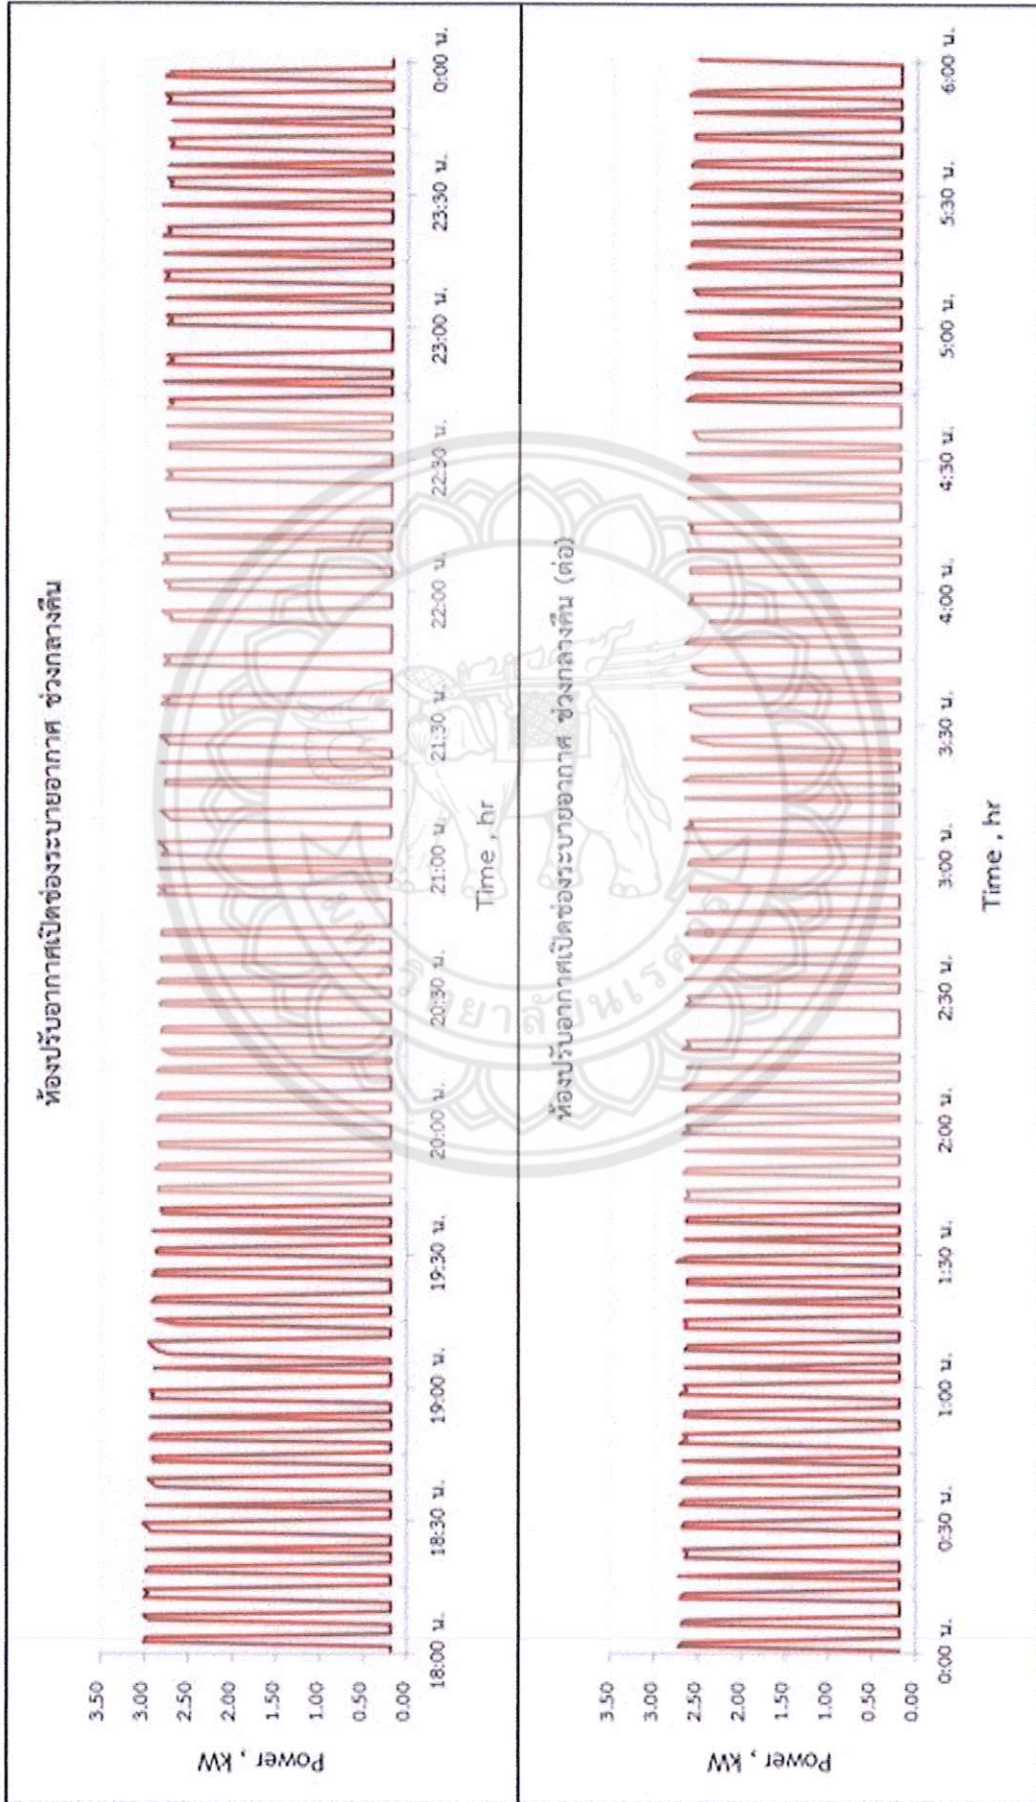 ห้องปรับอากาศเปิดช่องระบายอากาศ ช่วงกลางคืน
Power , kW
3.50
3.00
2.50
2.00
1.50
1.00
0.50
0.00
18:00 น.
18:30 น.
19:00 น.
19:30 น.
20:00 น.
20:30 น.
21:00 น.
21:30 น.
22:00 น.
22:30 น.
23:00 น.
23:30 น.
0:00 น.
Time , hr
ห้องปรับอากาศเปิดช่องระบายอากาศ ช่วงกลางคืน (ต่อ)
Power , kW
3.50
3.00
2.50
2.00
1.50
1.00
0.50
0.00
0:00 น.
0:30 น.
1:00 น.
1:30 น.
2:00 น.
2:30 น.
3:00 น.
3:30 น.
4:00 น.
4:30 น.
5:00 น.
5:30 น.
6:00 น.
Time , hr